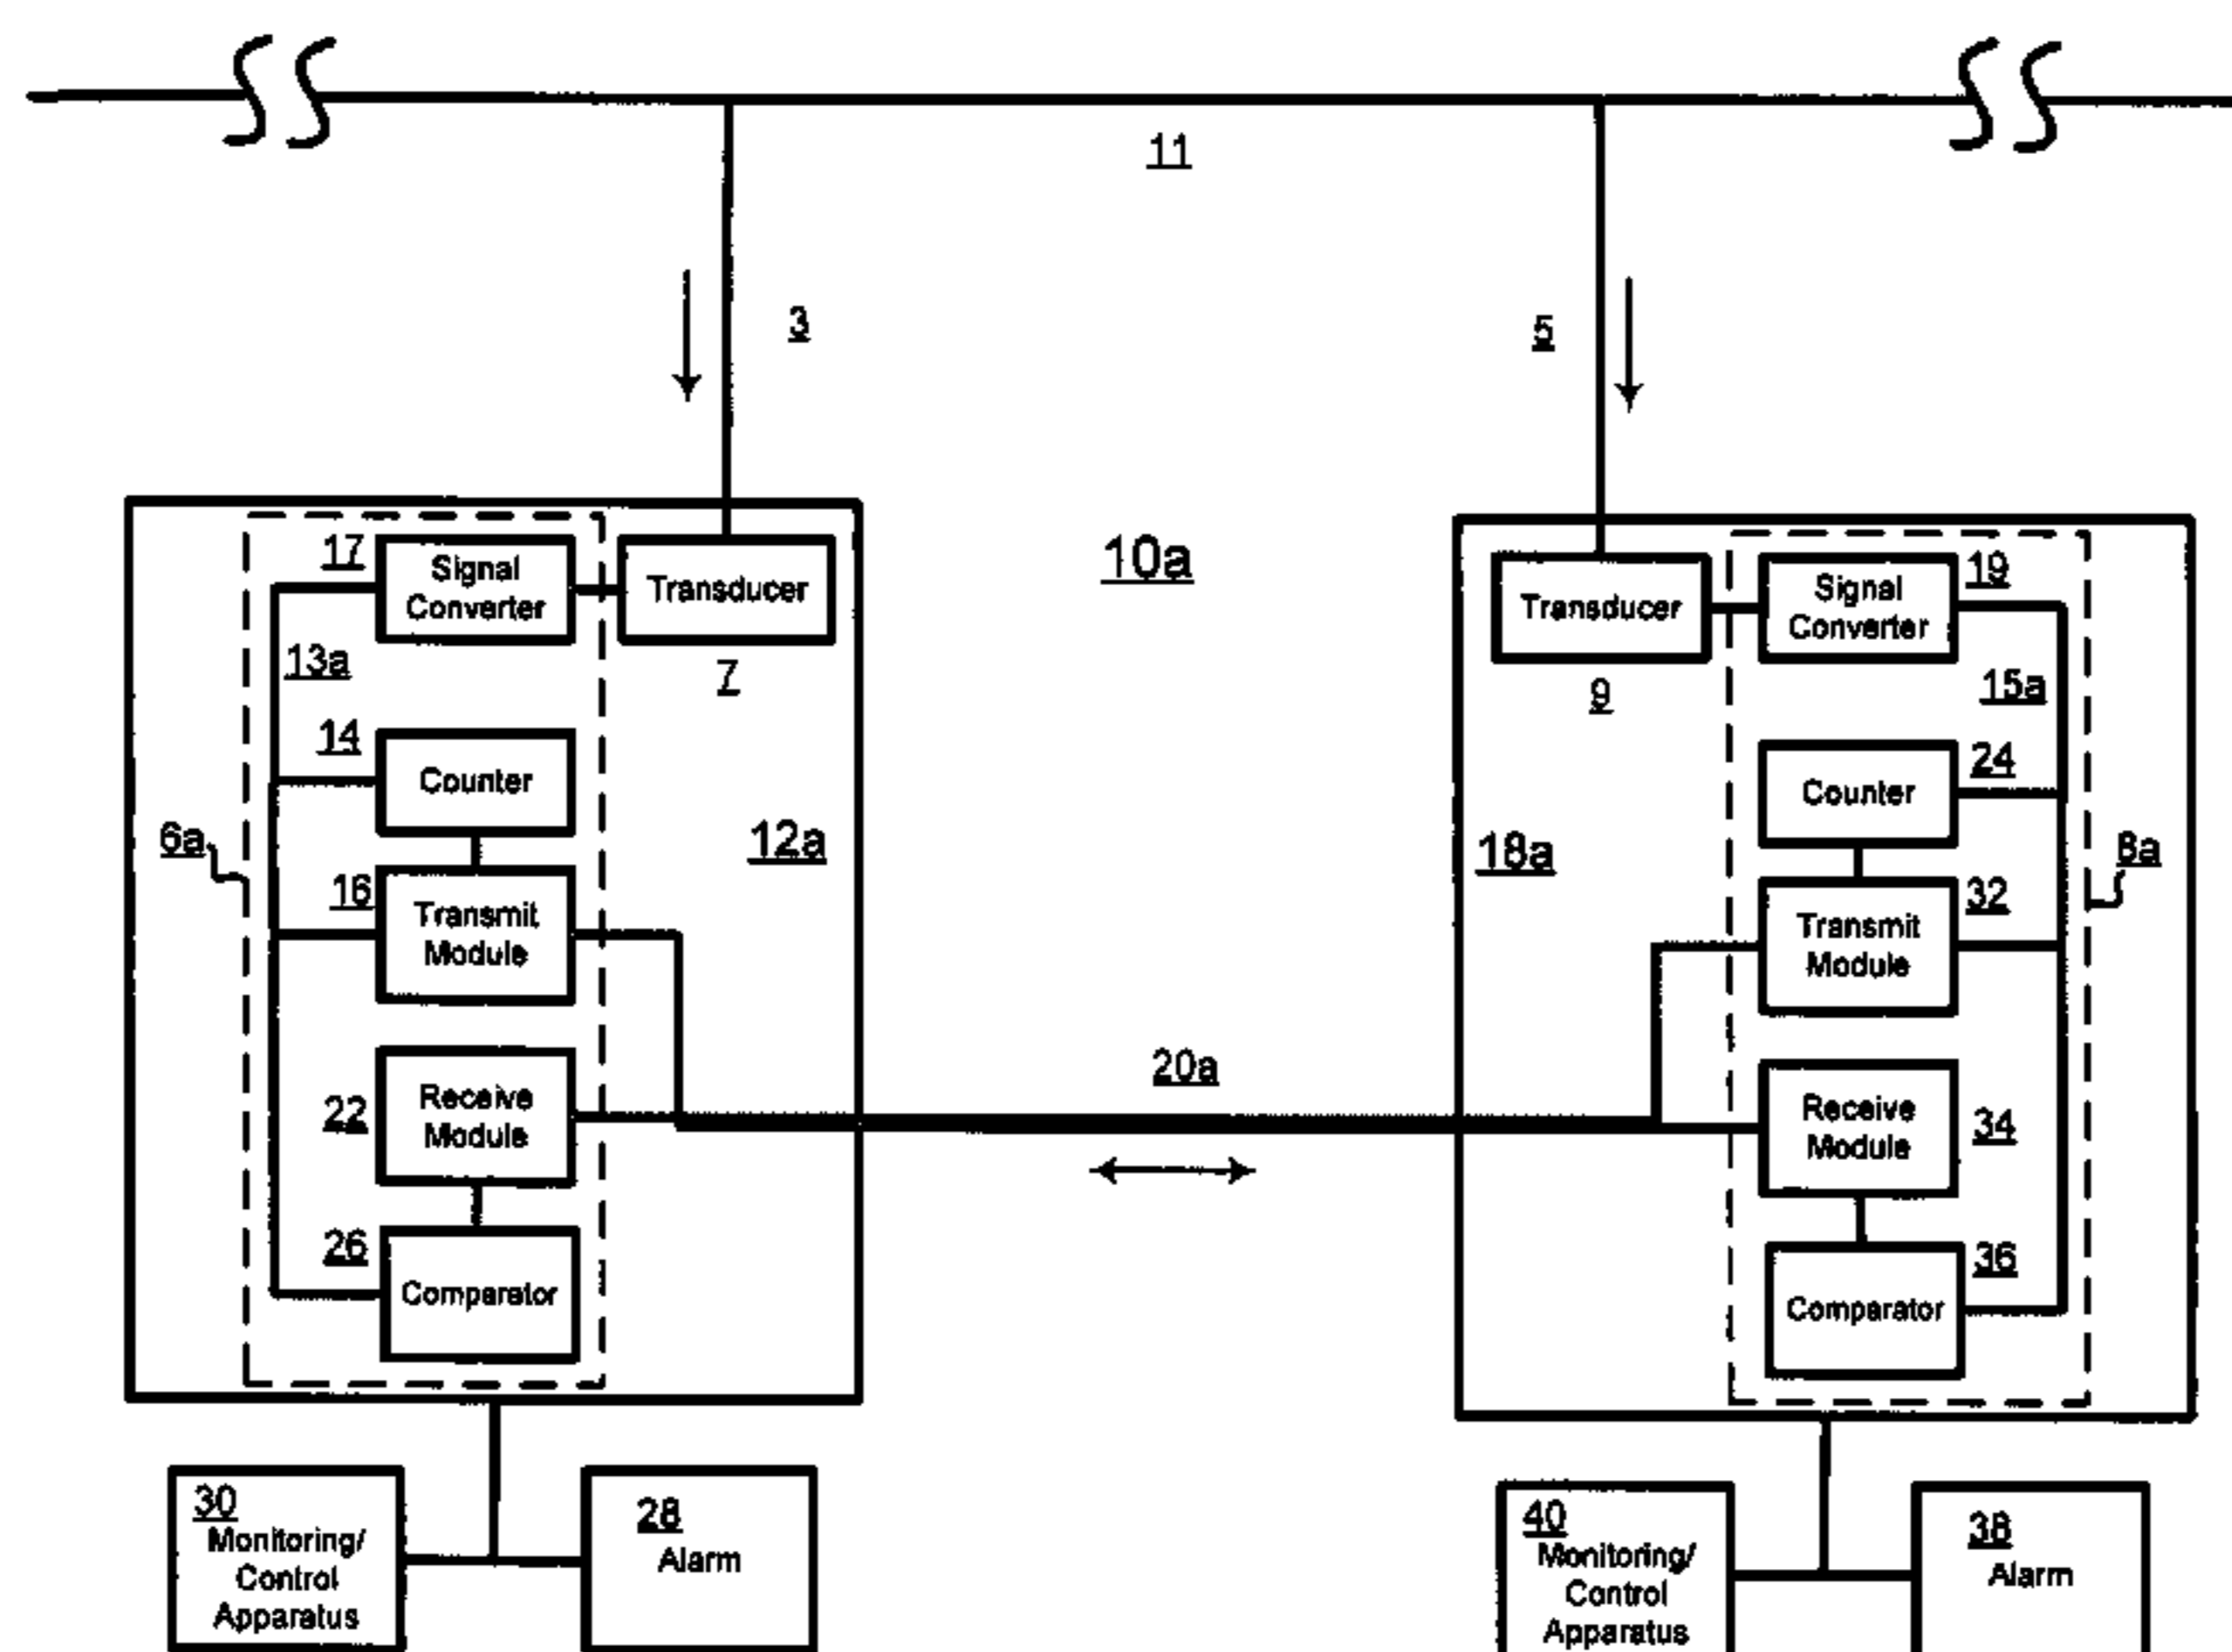 11
3
5
10a
17
Signal
Converter
Transducer
7
13a
14
Counter
6a
12a
16
Transmit
Module
22
Receive
Module
26
Comparator
30
Monitoring/
Control
Apparatus
28
Alarm
20a
Transducer
9
Signal
Converter
19
15a
Counter
24
18a
8a
Transmit
Module
32
Receive
Module
34
Comparator
36
40
Monitoring/
Control
Apparatus
38
Alarm